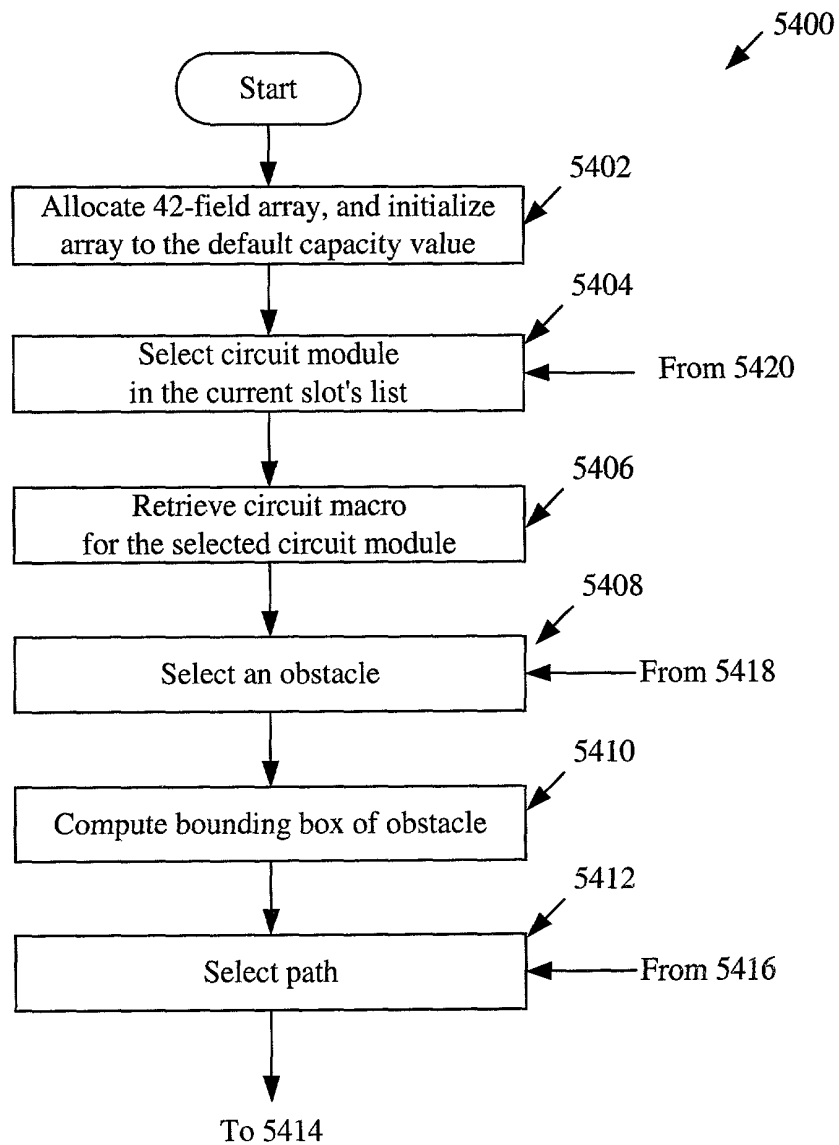 5400
Start
5402
Allocate 42-field array, and initialize
array to the default capacity value
5404
Select circuit module
in the current slot's list
From 5420
5406
Retrieve circuit macro
for the selected circuit module
5408
Select an obstacle
From 5418
5410
Compute bounding box of obstacle
5412
Select path
From 5416
To 5414